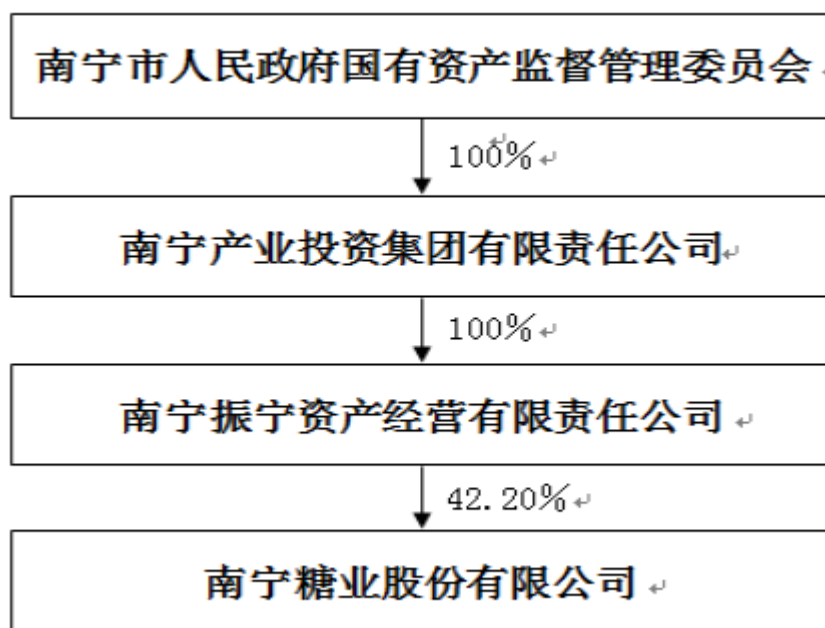 南宁市人民政府国有资产监督管理委员会
100%
南宁产业投资集团有限责任公司
100%
南宁振宁资产经营有限责任公司
42.20%
南宁糖业股份有限公司